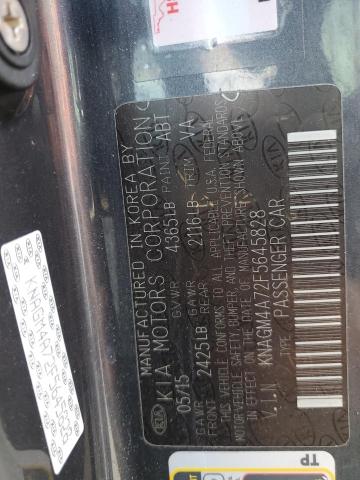 MANUFACTURED IN KOREA BY
KIA KIA MOTORS CORPORATION
05/15 GVWR 4365LB PAINT ABT
GAWR FRONT 2425LB GAWR REAR 2116LB TRIM VA
THIS VEHICLE CONFORMS TO ALL APPLICABLE U.S.A. FEDERAL
MOTOR VEHICLE SAFETY, BUMPER, AND THEFT PREVENTION STANDARDS
IN EFFECT ON THE DATE OF MANUFACTURE SHOWN ABOVE.
V.I.N : KNAGM4A72F5645828
TYPE : PASSENGER CAR
TP